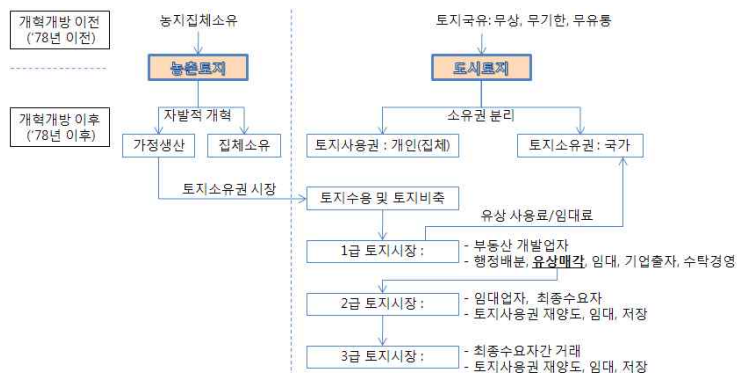 개혁개방 이전
('78년 이전)
농지집체소유
토지국유: 무상, 무기한, 무유통
농촌토지
도시토지
개혁개방 이후
('78년 이후)
자발적 개혁
소유권 분리
가정생산
집체소유
토지사용권 : 개인(집체)
토지소유권 : 국가
토지소유권 시장
토지수용 및 토지비축
유상 사용료/임대료
1급 토지시장 :
- 부동산 개발업자
- 행정배분, 유상매각, 임대, 기업출자, 수탁경영
2급 토지시장 :
- 임대업자, 최종수요자
- 토지사용권 재양도, 임대, 저장
3급 토지시장 :
- 최종수요자간 거래
- 토지사용권 재양도, 임대, 저장